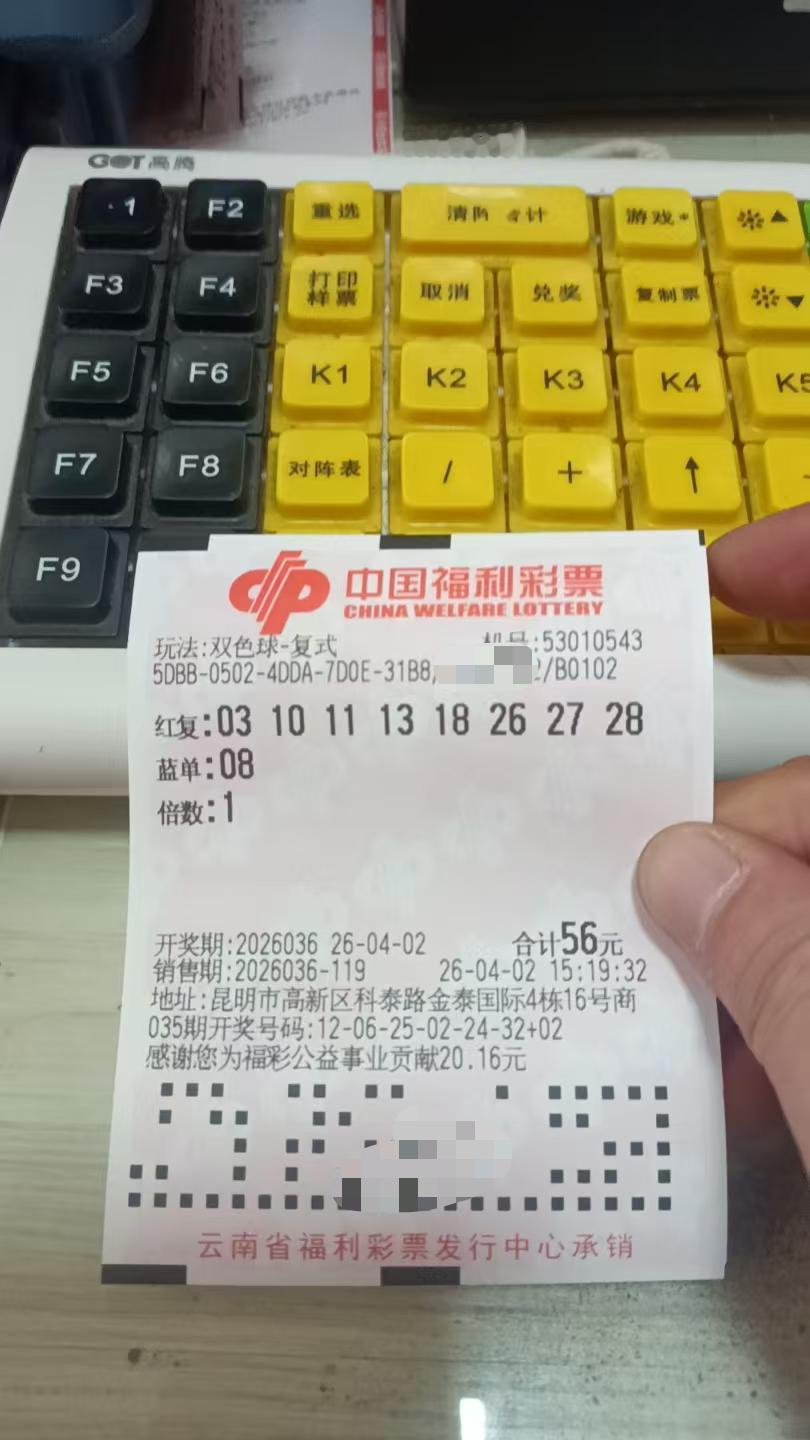 GOT 高腾
1 F2 重选 清除 计 游戏*
F3 F4 打印样票 取消 兑奖 复制票
F5 F6 K1 K2 K3 K4 K5
F7 F8 对阵表 / + ↑
F9
中国福利彩票
CHINA WELFARE LOTTERY
玩法:双色球-复式 机号:53010543
5DBB-0502-4DDA-7D0E-31B8/ 2/B0102
红复:03 10 11 13 18 26 27 28
蓝单:08
倍数:1
开奖期:2026036 26-04-02 合计56元
销售期:2026036-119 26-04-02 15:19:32
地址:昆明市高新区科泰路金泰国际4栋16号商
035期开奖号码:12-06-25-02-24-32+02
感谢您为福彩公益事业贡献20.16元
云南省福利彩票发行中心承销